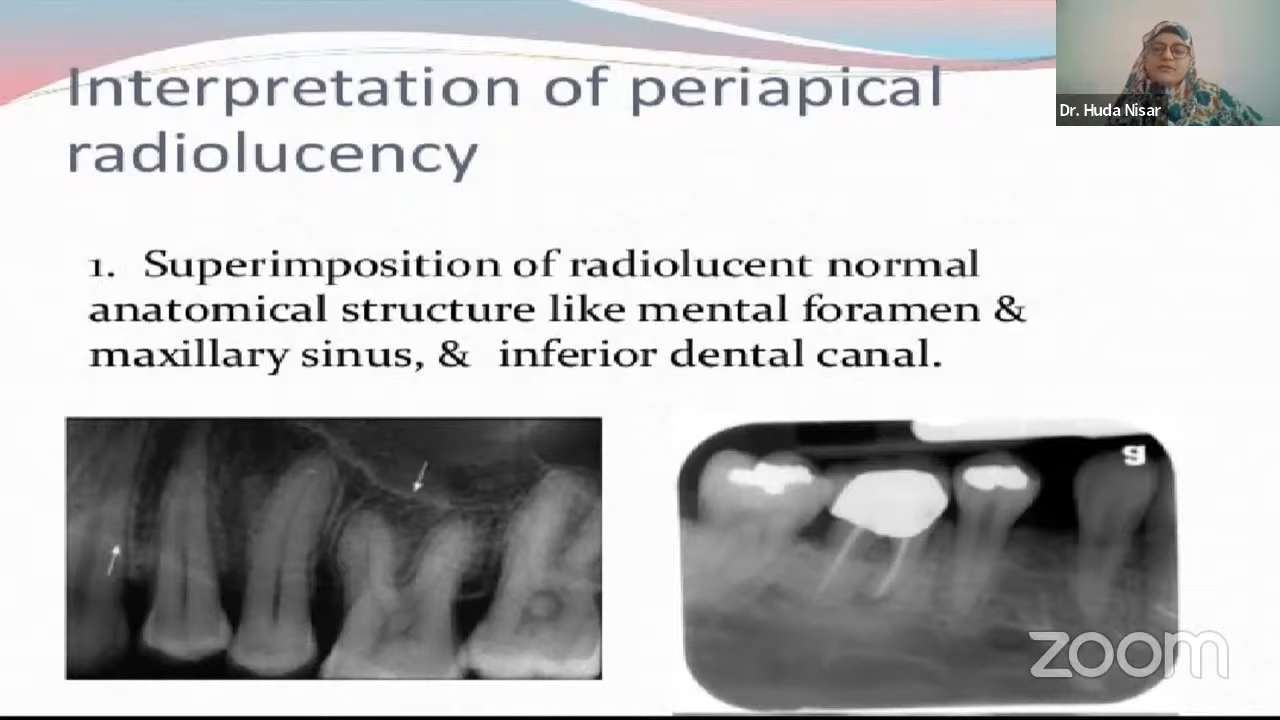 Interpretation of periapical
radiolucency
Dr. Huda Nisar
1. Superimposition of radiolucent normal
anatomical structure like mental foramen &
maxillary sinus, & inferior dental canal.
zoom